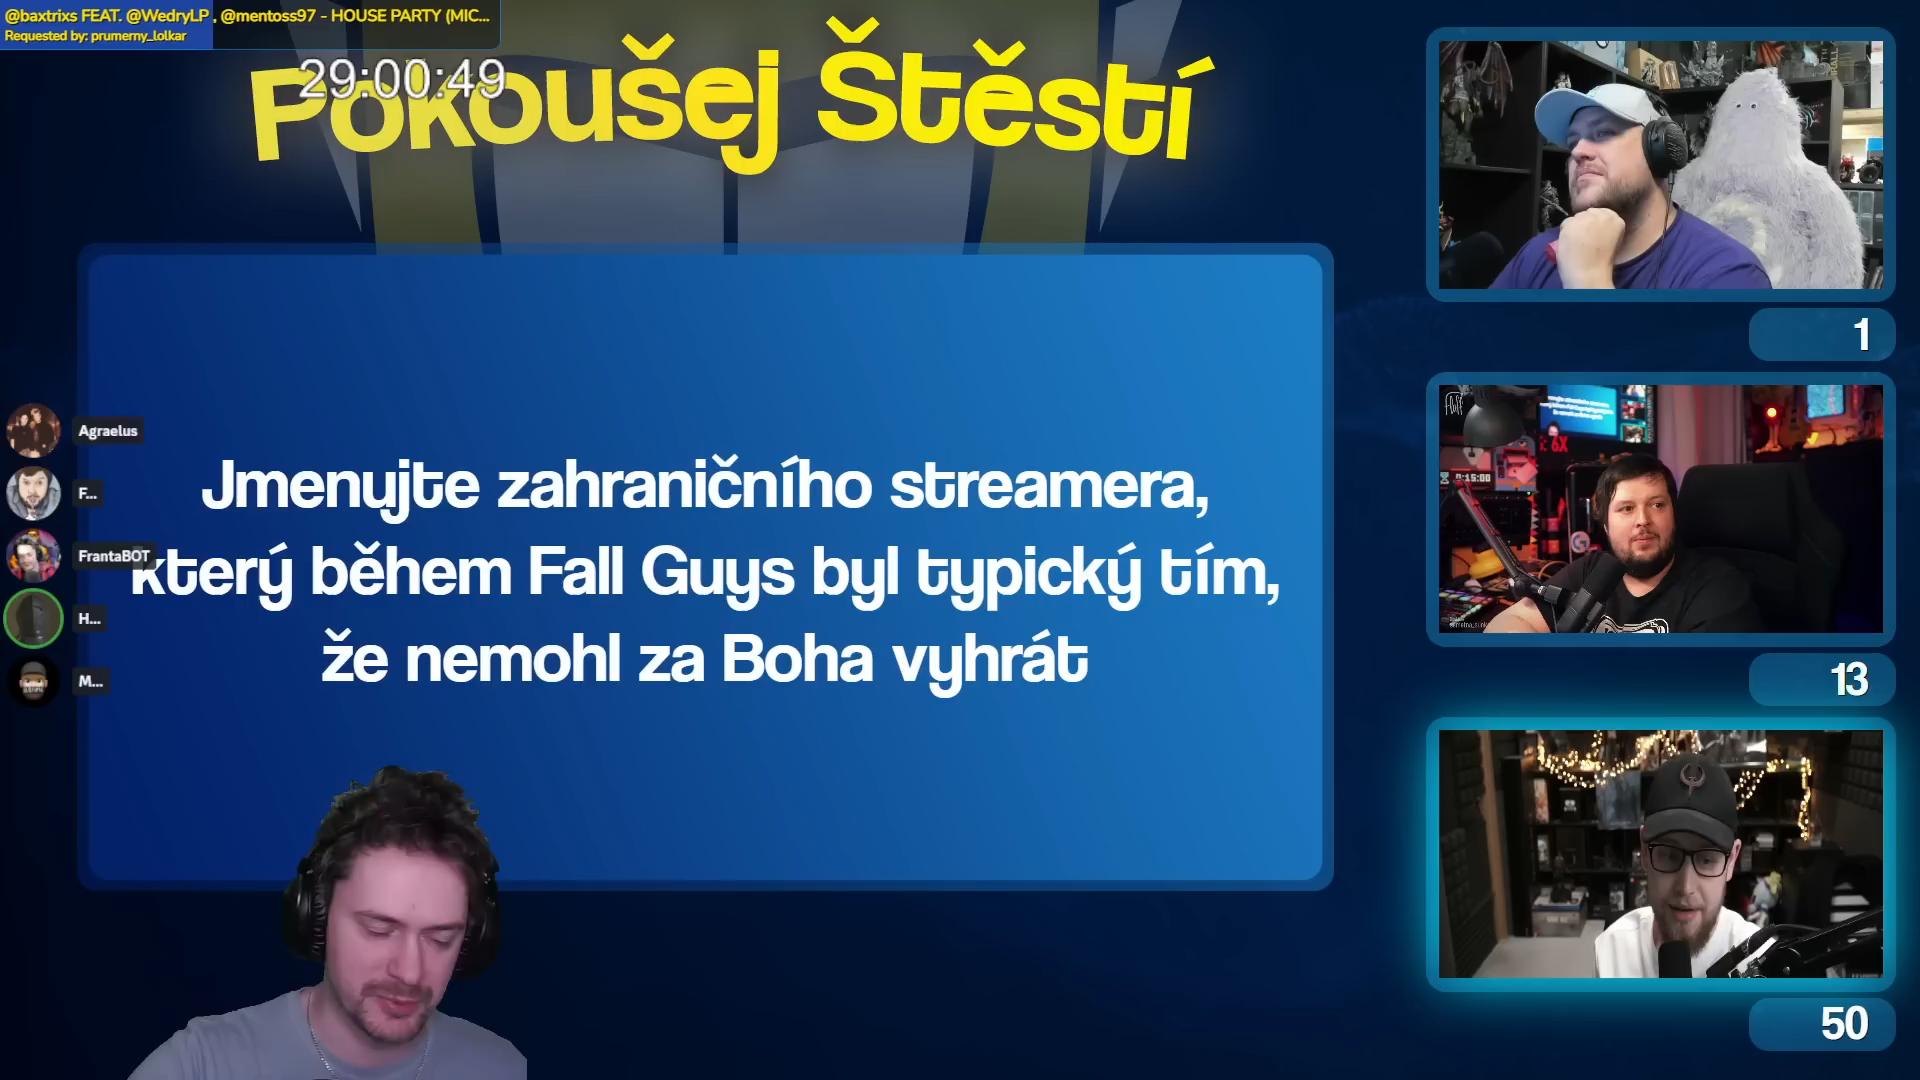 @baxtrixs FEAT. @WedryLP , @mentoss97 - HOUSE PARTY (MIC...
Requested by: prumerny_lolkar
29:00:49
Pokoušej Štěstí
1
Agraelus
F...
FrantaBOT
H...
M...
Jmenujte zahraničního streamera,
který během Fall Guys byl typický tím,
že nemohl za Boha vyhrát
13
50